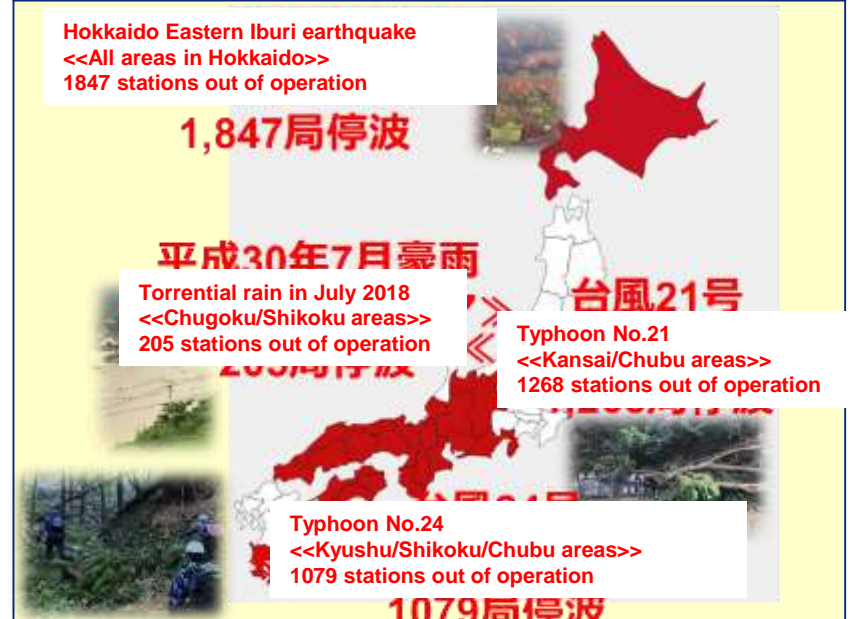 Hokkaido Eastern Iburi earthquake
<<All areas in Hokkaido>>
1847 stations out of operation
1,847局停波
平成30年7月豪雨
Torrential rain in July 2018
<<Chugoku/Shikoku areas>>
205 stations out of operation
台風21号
Typhoon No.21
<<Kansai/Chubu areas>>
1268 stations out of operation
Typhoon No.24
<<Kyushu/Shikoku/Chubu areas>>
1079 stations out of operation
1079局停波